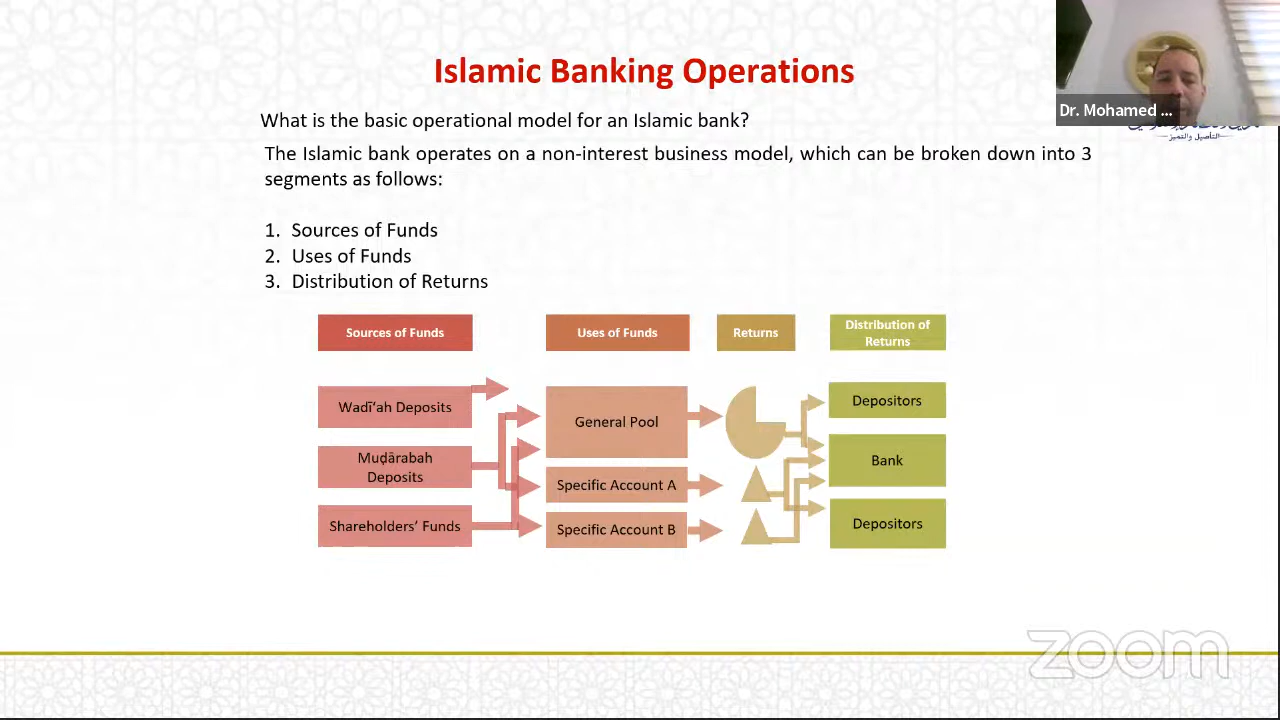 Islamic Banking Operations
Dr. Mohamed ...
التأصيل والتميز
What is the basic operational model for an Islamic bank?
The Islamic bank operates on a non-interest business model, which can be broken down into 3
segments as follows:
1. Sources of Funds
2. Uses of Funds
3. Distribution of Returns
Sources of Funds
Uses of Funds
Returns
Distribution of
Returns
Wadī‘ah Deposits
General Pool
Depositors
Muḍārabah
Deposits
Bank
Specific Account A
Shareholders’ Funds
Specific Account B
Depositors
zoom